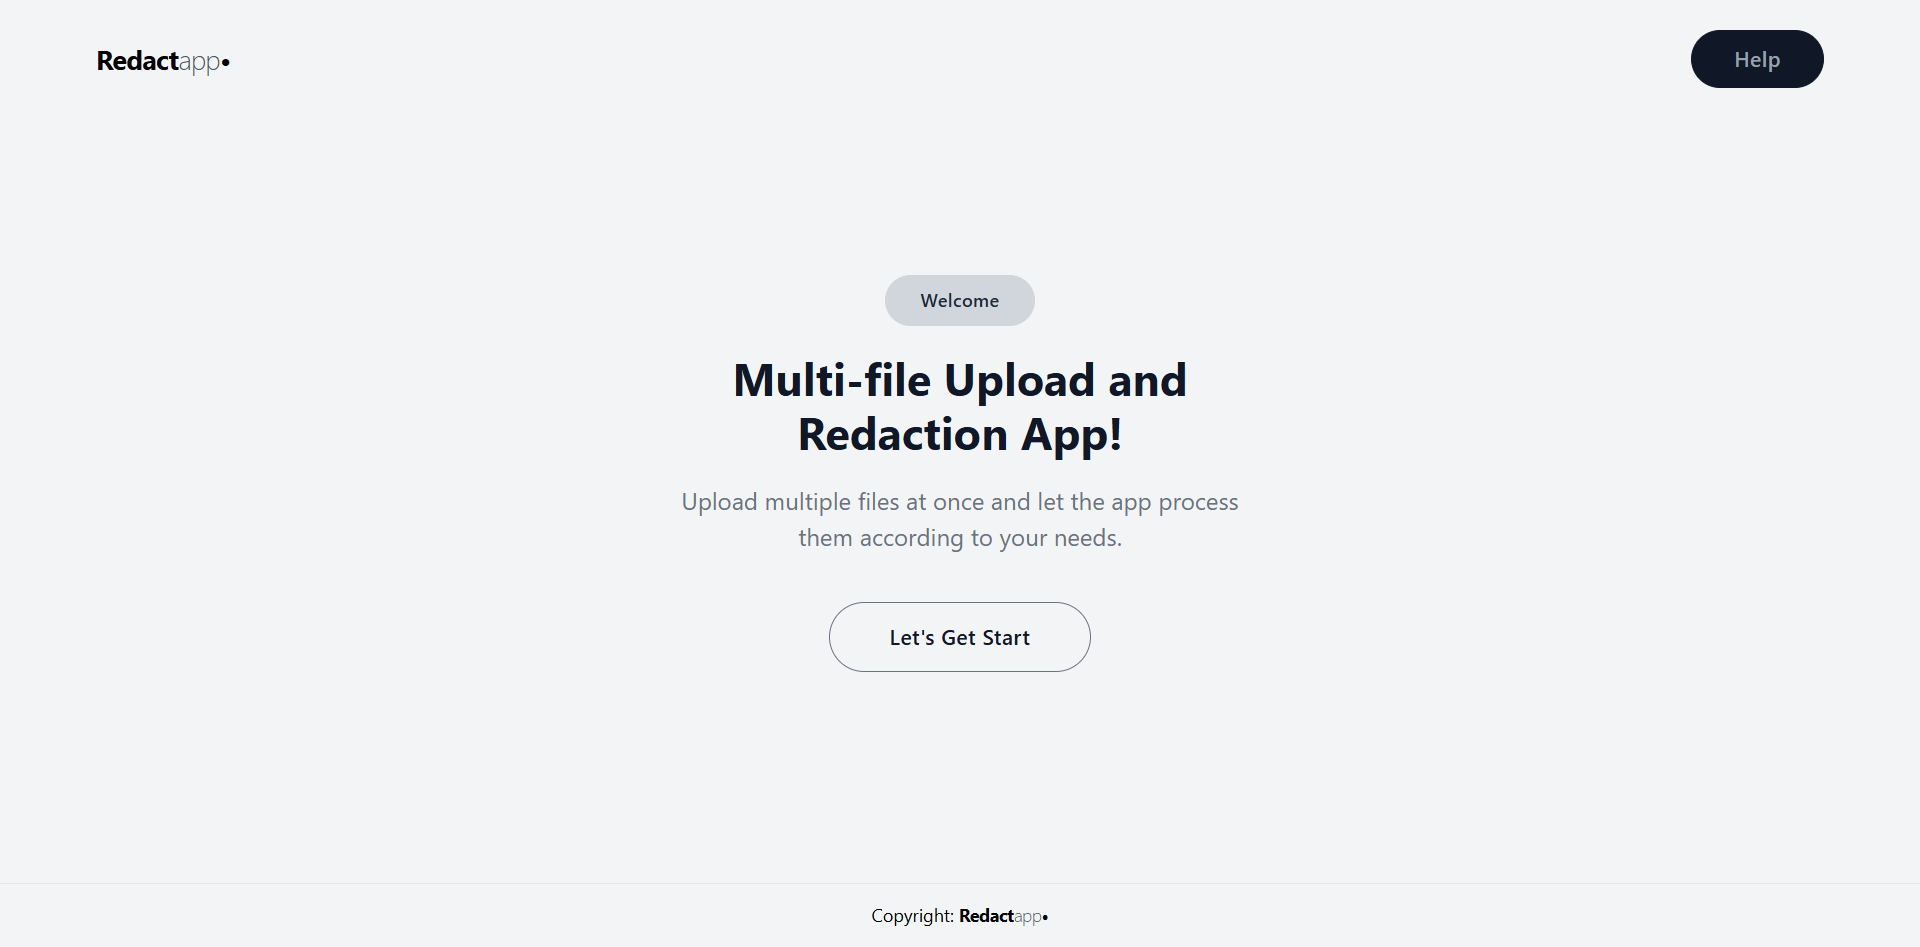 Redactapp•
Help
Welcome
Multi-file Upload and
Redaction App!
Upload multiple files at once and let the app process
them according to your needs.
Let's Get Start
Copyright: Redactapp•